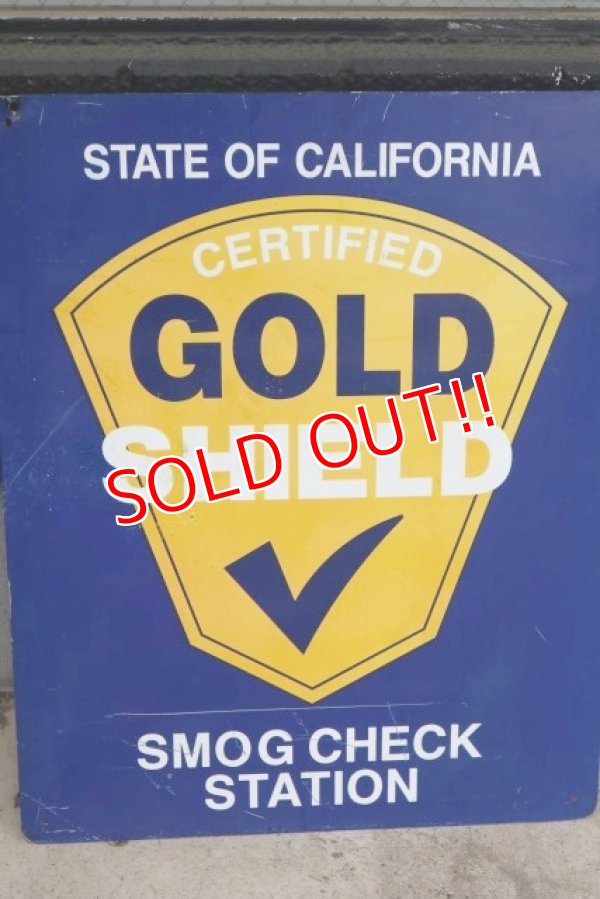 STATE OF CALIFORNIA
CERTIFIED
GOLD
SHIELD
SOLD OUT!!
SMOG CHECK
STATION